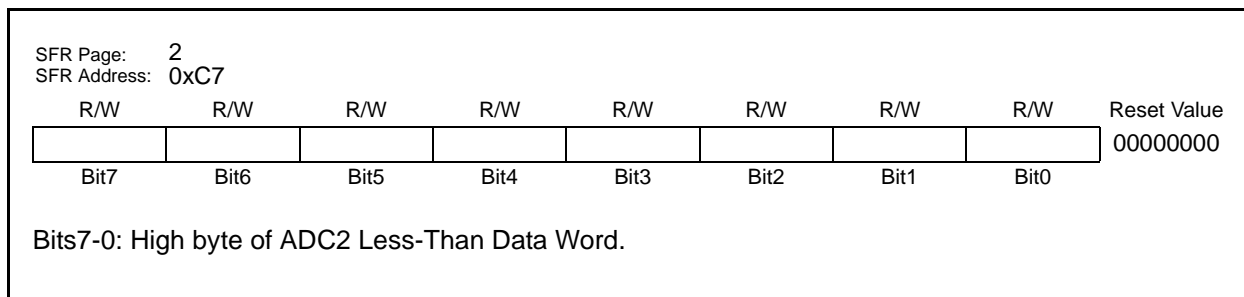 SFR Page: 2
SFR Address: 0xC7
R/W R/W R/W R/W R/W R/W R/W R/W Reset Value
00000000
Bit7 Bit6 Bit5 Bit4 Bit3 Bit2 Bit1 Bit0
Bits7-0: High byte of ADC2 Less-Than Data Word.